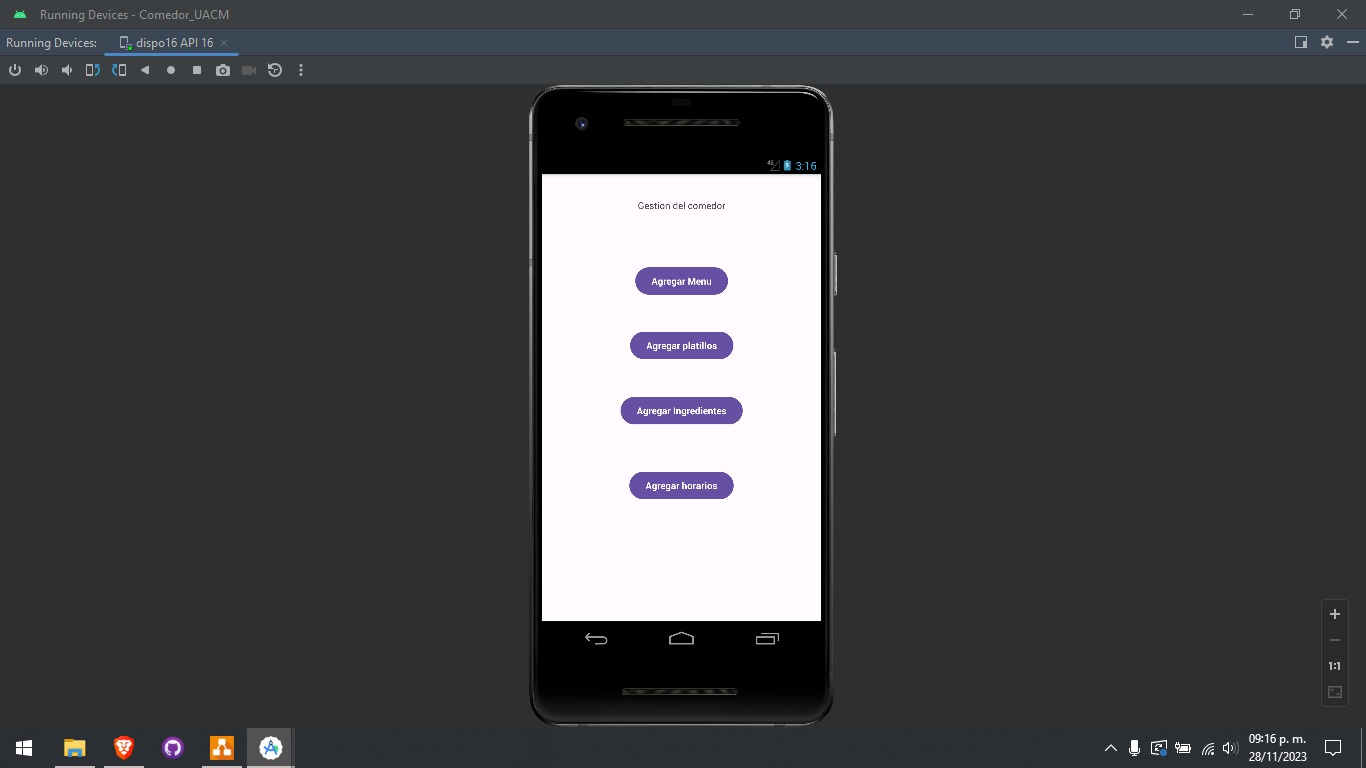 Running Devices - Comedor_UACM
Running Devices:
dispo16 API 16
4G
3:16
Gestion del comedor
Agregar Menu
Agregar platillos
Agregar Ingredientes
Agregar horarios
1:1
09:16 p. m.
28/11/2023